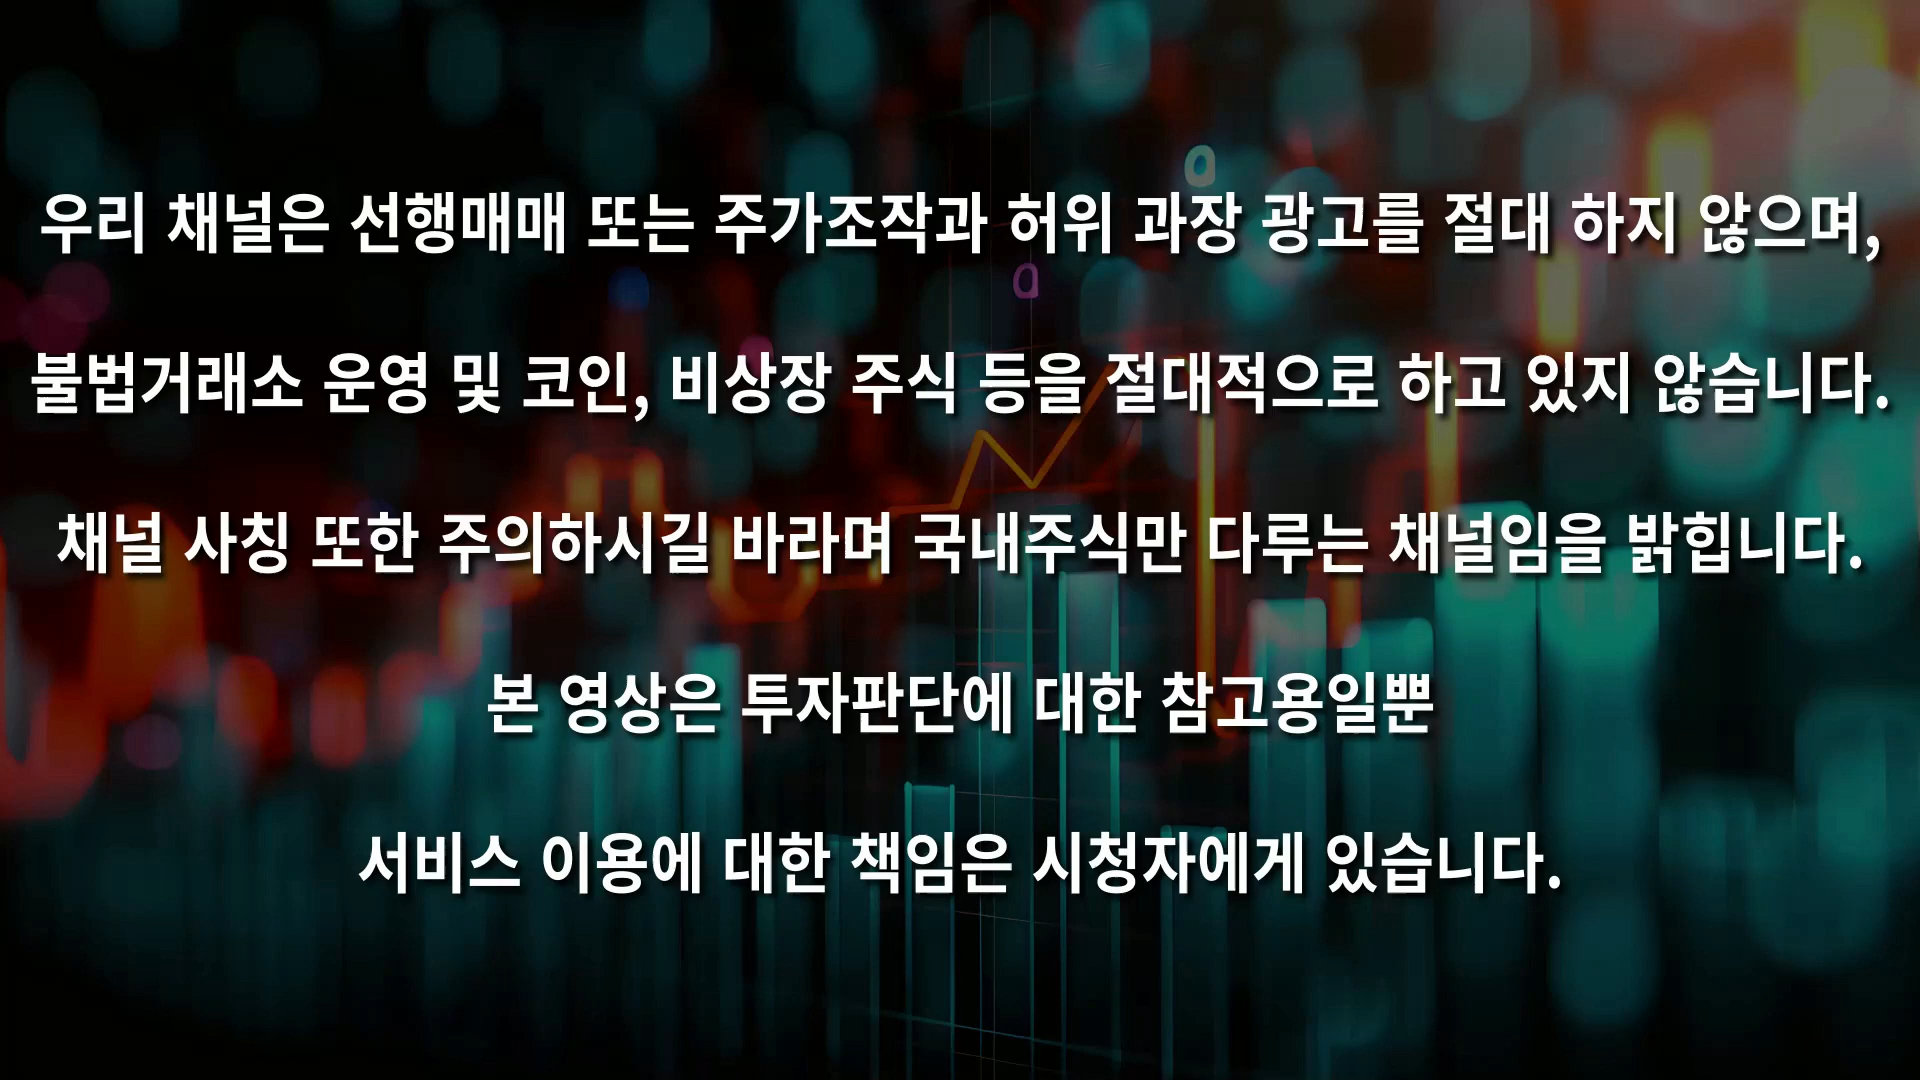 우리 채널은 선행매매 또는 주가조작과 허위 과장 광고를 절대 하지 않으며,
불법거래소 운영 및 코인, 비상장 주식 등을 절대적으로 하고 있지 않습니다.
채널 사칭 또한 주의하시길 바라며 국내주식만 다루는 채널임을 밝힙니다.
본 영상은 투자판단에 대한 참고용일뿐
서비스 이용에 대한 책임은 시청자에게 있습니다.